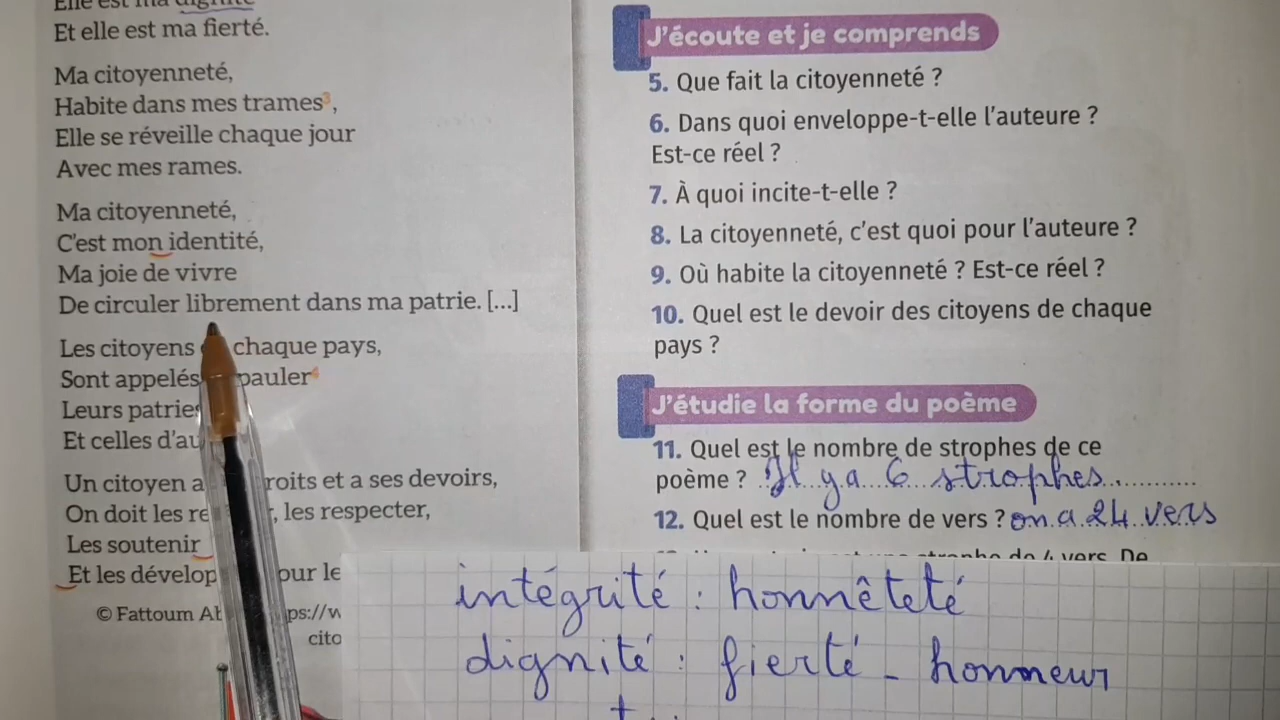 Elle est ma dignité
Et elle est ma fierté.
Ma citoyenneté,
Habite dans mes trames³,
Elle se réveille chaque jour
Avec mes rames.
Ma citoyenneté,
C'est mon identité,
Ma joie de vivre
De circuler librement dans ma patrie. [...]
Les citoyens chaque pays,
Sont appelés pauler⁴
Leurs patries
Et celles d'au
Un citoyen a roits et a ses devoirs,
On doit les re , les respecter,
Les soutenir
Et les dévelop our le
© Fattoum Ab ps://w
cito
J'écoute et je comprends
5. Que fait la citoyenneté ?
6. Dans quoi enveloppe-t-elle l'auteure ?
Est-ce réel ?
7. À quoi incite-t-elle ?
8. La citoyenneté, c'est quoi pour l'auteure ?
9. Où habite la citoyenneté ? Est-ce réel ?
10. Quel est le devoir des citoyens de chaque
pays ?
J'étudie la forme du poème
11. Quel est le nombre de strophes de ce
poème ? Il y a 6 strophes
12. Quel est le nombre de vers ? on a 24 vers
intégrité : honnêteté
dignité : fierté - honneur